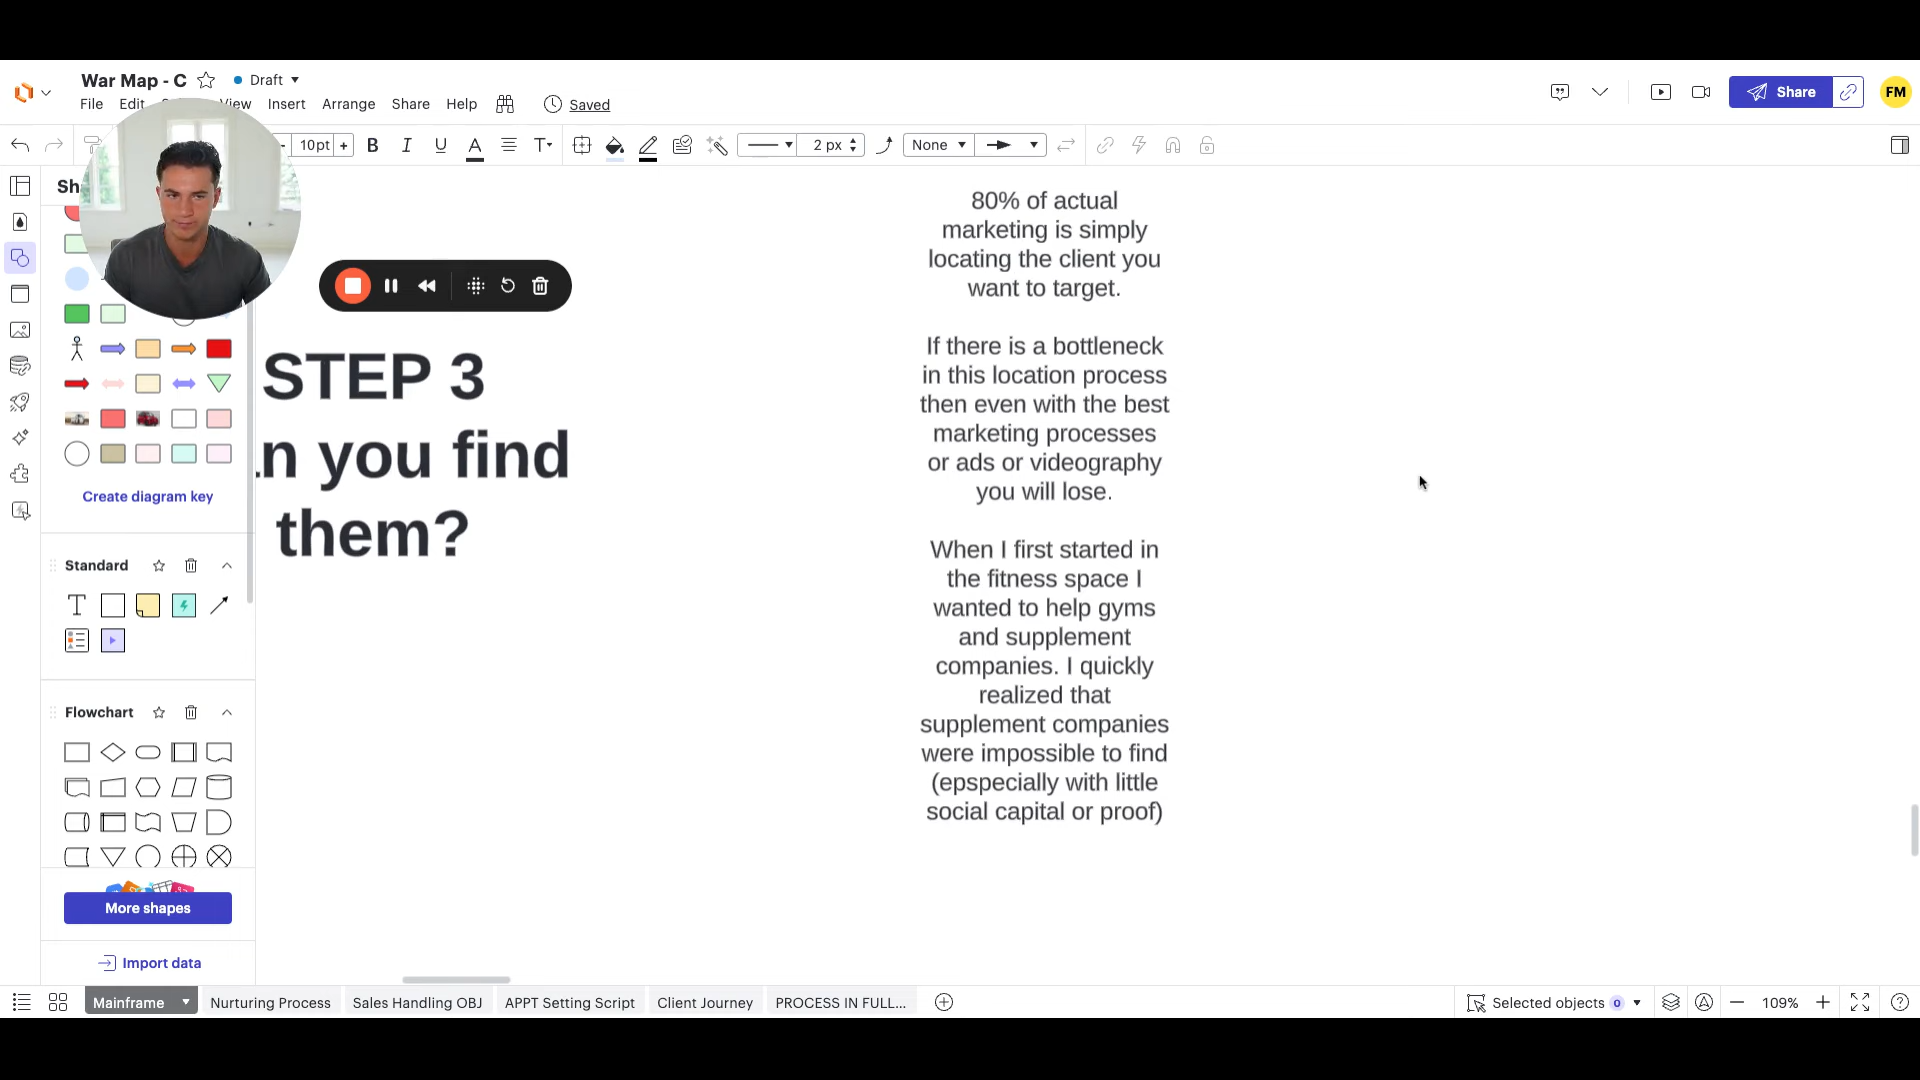 War Map - C
Draft
File Edit View Insert Arrange Share Help Saved
Share
FM
10pt + B I U A T 2 px None
80% of actual
marketing is simply
locating the client you
want to target.
If there is a bottleneck
in this location process
then even with the best
marketing processes
or ads or videography
you will lose.
When I first started in
the fitness space I
wanted to help gyms
and supplement
companies. I quickly
realized that
supplement companies
were impossible to find
(epspecially with little
social capital or proof)
STEP 3
n you find
them?
Create diagram key
Standard
T
Flowchart
More shapes
Import data
Mainframe
Nurturing Process
Sales Handling OBJ
APPT Setting Script
Client Journey
PROCESS IN FULL...
Selected objects 0
109%